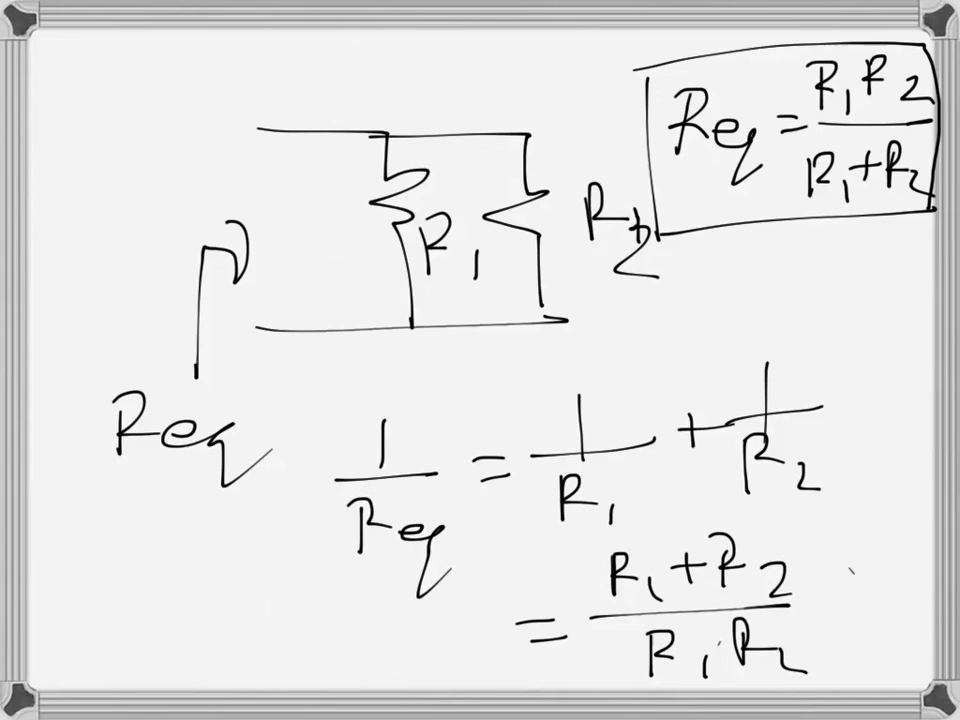 Req = R1R2 / R1+R2
R1 R2
Req
1/Req = 1/R1 + 1/R2
= R1+R2 / R1R2